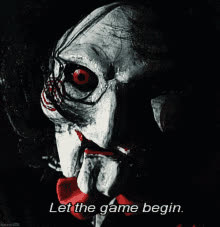 Let the game begin.